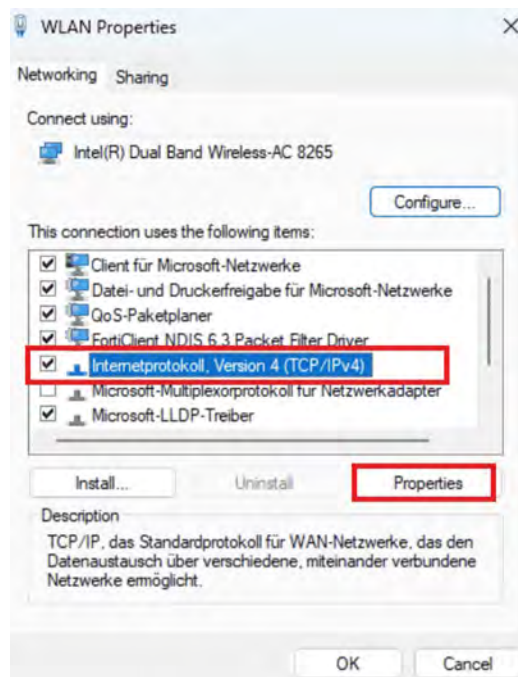 WLAN Properties
Networking Sharing
Connect using:
Intel(R) Dual Band Wireless-AC 8265
Configure...
This connection uses the following items:
Client für Microsoft-Netzwerke
Datei- und Druckerfreigabe für Microsoft-Netzwerke
QoS-Paketplaner
FortiClient NDIS 6.3 Packet Filter Driver
Internetprotokoll, Version 4 (TCP/IPv4)
Microsoft-Multiplexorprotokoll für Netzwerkadapter
Microsoft-LLDP-Treiber
Install... Uninstall Properties
Description
TCP/IP, das Standardprotokoll für WAN-Netzwerke, das den
Datenaustausch über verschiedene, miteinander verbundene
Netzwerke ermöglicht.
OK Cancel